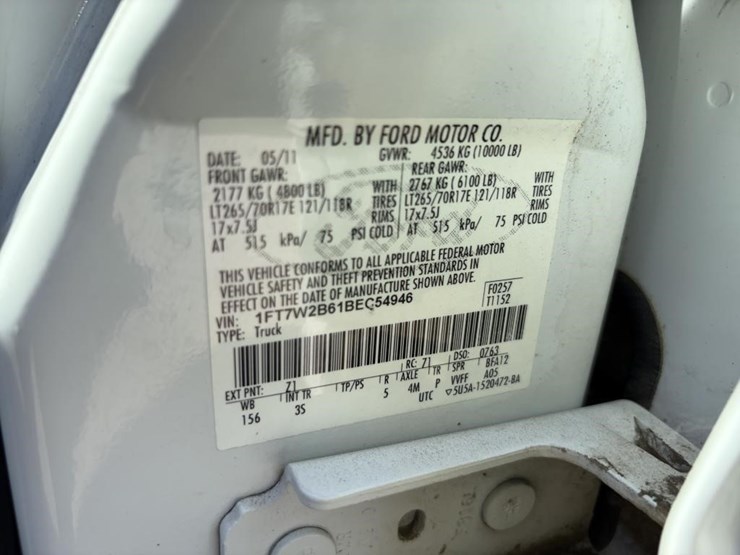 MFD. BY FORD MOTOR CO.
DATE: 05/11 GVWR: 4536 KG (10000 LB)
FRONT GAWR: REAR GAWR:
2177 KG ( 4800 LB) WITH 2767 KG ( 6100 LB) WITH
LT265/70R17E 121/118R TIRES LT265/70R17E 121/118R TIRES
17x7.5J RIMS 17x7.5J RIMS
AT 515 kPa/ 75 PSI COLD AT 515 kPa/ 75 PSI COLD
THIS VEHICLE CONFORMS TO ALL APPLICABLE FEDERAL MOTOR
VEHICLE SAFETY AND THEFT PREVENTION STANDARDS IN
EFFECT ON THE DATE OF MANUFACTURE SHOWN ABOVE.
VIN: 1FT7W2B61BEC54946 F0257
TYPE: Truck T1152
EXT PNT: Z1 RC: 71 DSO: 0763
WB INT TR TP/PS R AXLE TR SPR BFA12
156 3S 5 4M P VVFF A05
UTC 5U5A-1520472-BA